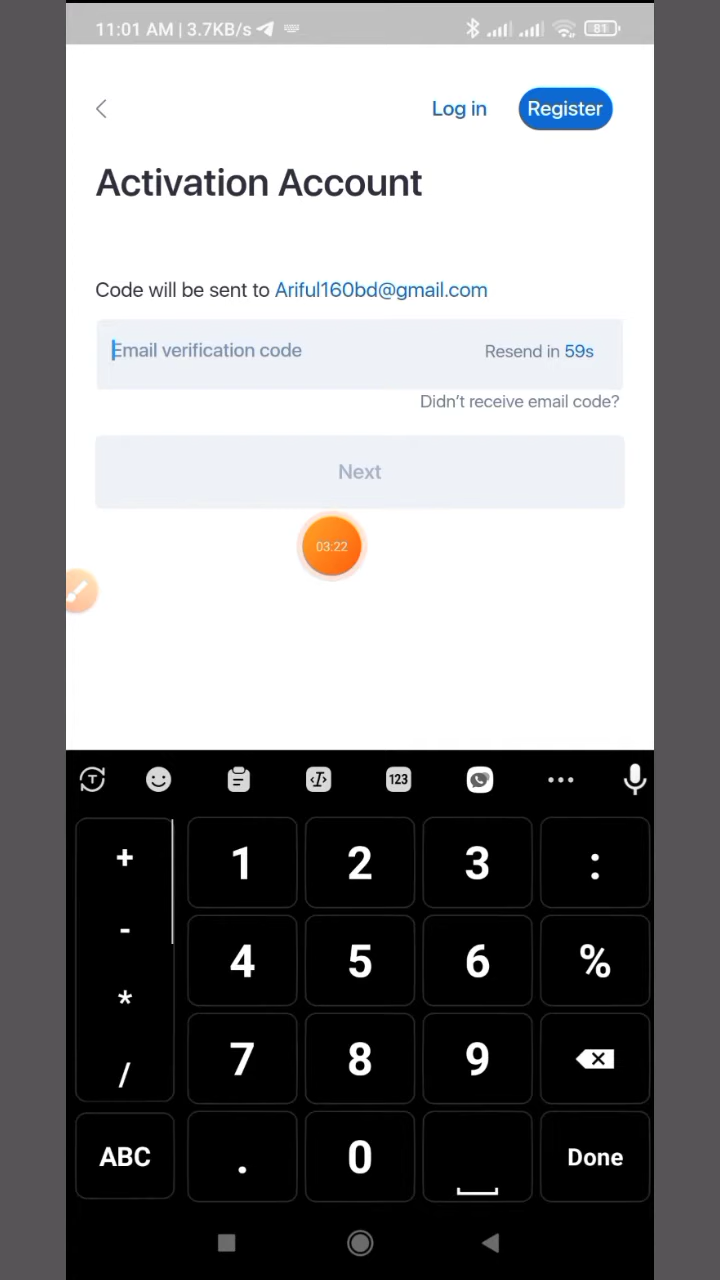 11:01 AM | 3.7KB/s
81
Log in
Register
Activation Account
Code will be sent to Ariful160bd@gmail.com
Email verification code
Resend in 59s
Didn't receive email code?
Next
03:22
T
123
+
1
2
3
:
-
4
5
6
%
*
7
8
9
/
ABC
.
0
Done